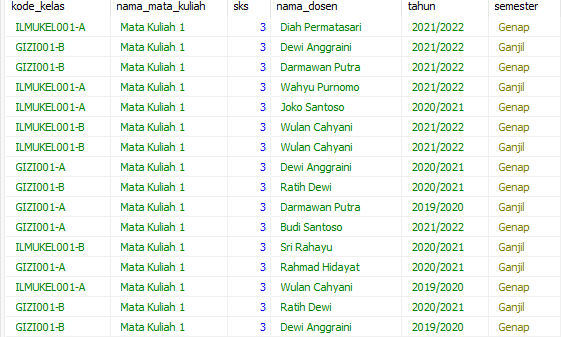 kode_kelas nama_mata_kuliah sks nama_dosen tahun semester
ILMUKEL001-A Mata Kuliah 1 3 Diah Permatasari 2021/2022 Genap
GIZI001-B Mata Kuliah 1 3 Dewi Anggraini 2021/2022 Ganjil
GIZI001-B Mata Kuliah 1 3 Darmawan Putra 2021/2022 Genap
ILMUKEL001-A Mata Kuliah 1 3 Wahyu Purnomo 2021/2022 Ganjil
ILMUKEL001-A Mata Kuliah 1 3 Joko Santoso 2020/2021 Genap
ILMUKEL001-B Mata Kuliah 1 3 Wulan Cahyani 2021/2022 Genap
ILMUKEL001-B Mata Kuliah 1 3 Wulan Cahyani 2021/2022 Ganjil
GIZI001-A Mata Kuliah 1 3 Dewi Anggraini 2020/2021 Genap
GIZI001-B Mata Kuliah 1 3 Ratih Dewi 2020/2021 Genap
GIZI001-A Mata Kuliah 1 3 Darmawan Putra 2019/2020 Ganjil
GIZI001-A Mata Kuliah 1 3 Budi Santoso 2021/2022 Genap
ILMUKEL001-B Mata Kuliah 1 3 Sri Rahayu 2020/2021 Ganjil
GIZI001-A Mata Kuliah 1 3 Rahmad Hidayat 2020/2021 Ganjil
ILMUKEL001-A Mata Kuliah 1 3 Wulan Cahyani 2019/2020 Genap
GIZI001-B Mata Kuliah 1 3 Ratih Dewi 2020/2021 Ganjil
GIZI001-B Mata Kuliah 1 3 Dewi Anggraini 2019/2020 Genap